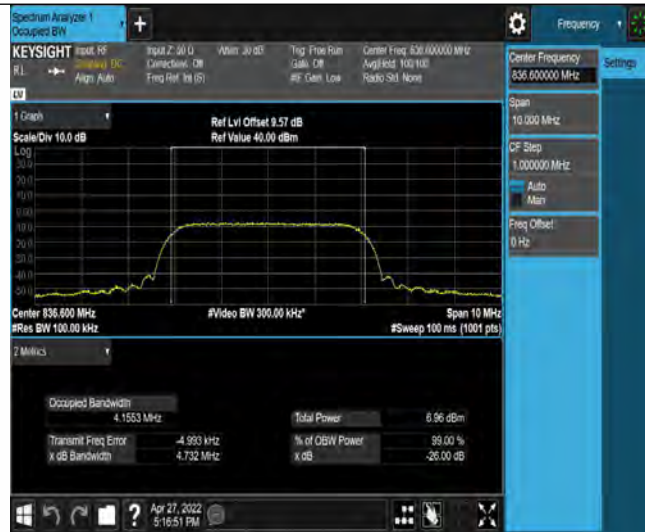 Spectrum Analyzer 1
Occupied BW
+
Frequency
KEYSIGHT Input: RF
R L
Align: Auto
Corrections: Off
Freq Ref: Int (S)
Atten: 30 dB
Trig: Free Run
Gate: Off
#IF Gain: Low
Center Freq: 836.600000 MHz
Avg|Hold: 100/100
Radio Std: None
Center Frequency
836.600000 MHz
Settings
Span
10.000 MHz
CF Step
1.000000 MHz
Auto
Man
Freq Offset
0 Hz
1 Graph
Scale/Div 10.0 dB
Ref Lvl Offset 9.57 dB
Ref Value 40.00 dBm
Log
Center 836.600 MHz
#Video BW 300.00 kHz*
Span 10 MHz
#Res BW 100.00 kHz
#Sweep 100 ms (1001 pts)
2 Metrics
Occupied Bandwidth
4.1553 MHz
Total Power 6.96 dBm
Transmit Freq Error -4.993 kHz
% of OBW Power 99.00 %
x dB Bandwidth 4.732 MHz
x dB -26.00 dB
?
Apr 27, 2022
5:16:51 PM